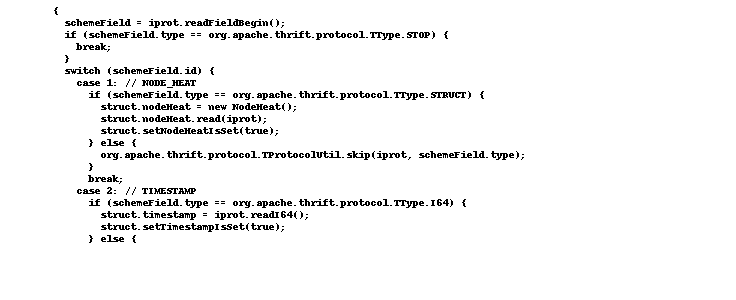 {
schemeField = iprot.readFieldBegin();
if (schemeField.type == org.apache.thrift.protocol.TType.STOP) {
break;
}
switch (schemeField.id) {
case 1: // NODE_HEAT
if (schemeField.type == org.apache.thrift.protocol.TType.STRUCT) {
struct.nodeHeat = new NodeHeat();
struct.nodeHeat.read(iprot);
struct.setNodeHeatIsSet(true);
} else {
org.apache.thrift.protocol.TProtocolUtil.skip(iprot, schemeField.type);
}
break;
case 2: // TIMESTAMP
if (schemeField.type == org.apache.thrift.protocol.TType.I64) {
struct.timestamp = iprot.readI64();
struct.setTimestampIsSet(true);
} else {